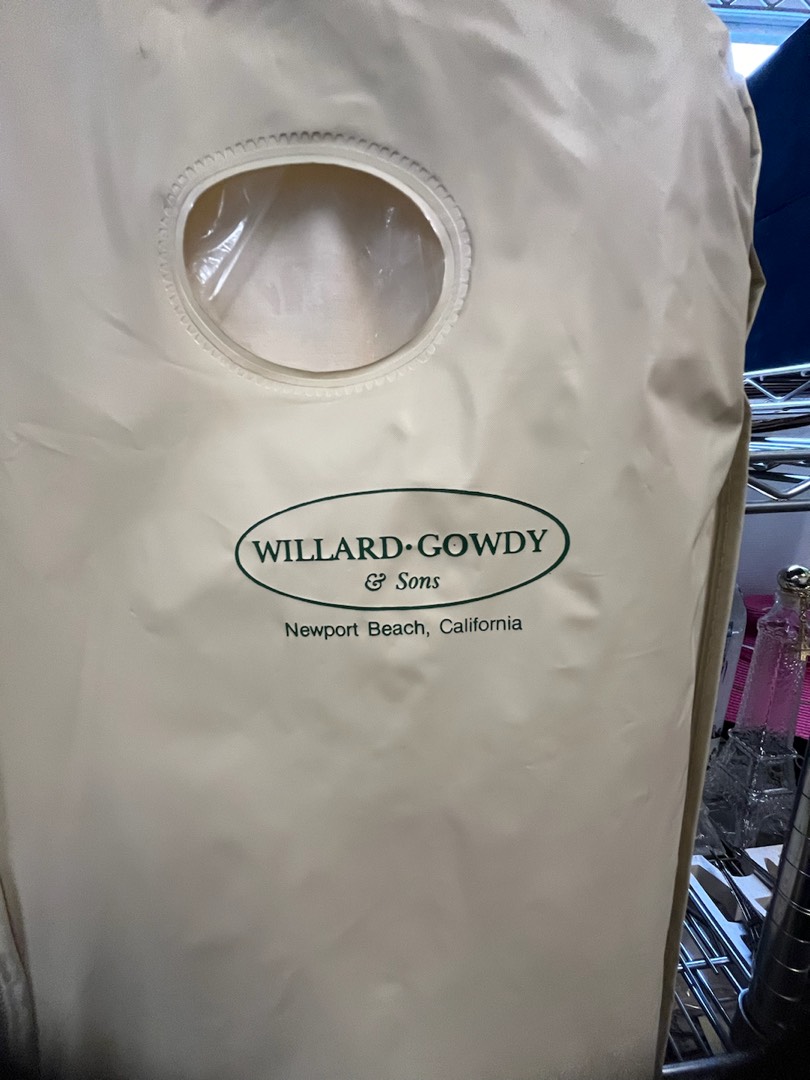 WILLARD·GOWDY
& Sons
Newport Beach, California